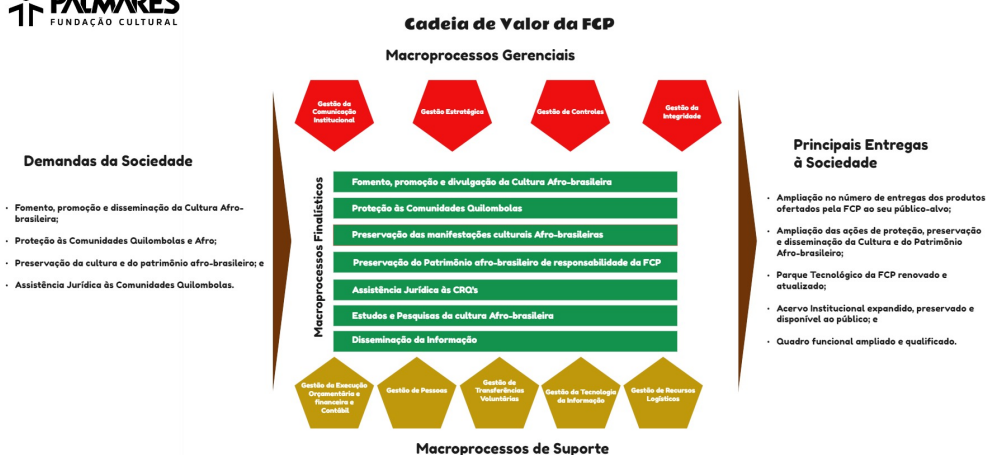 PALMARES
FUNDAÇÃO CULTURAL
Cadeia de Valor da FCP
Macroprocessos Gerenciais
Gestão da
Comunicação
Institucional
Gestão Estratégica
Gestão de Controles
Gestão da
Integridade
Demandas da Sociedade
• Fomento, promoção e disseminação da Cultura Afro-
brasileira;
• Proteção às Comunidades Quilombolas e Afro;
• Preservação da cultura e do patrimônio afro-brasileiro; e
• Assistência Jurídica às Comunidades Quilombolas.
Macroprocessos Finalísticos
Fomento, promoção e divulgação da Cultura Afro-brasileira
Proteção às Comunidades Quilombolas
Preservação das manifestações culturais Afro-brasileiras
Preservação do Patrimônio afro-brasileiro de responsabilidade da FCP
Assistência Jurídica às CRQ's
Estudos e Pesquisas da cultura Afro-brasileira
Disseminação da Informação
Principais Entregas
à Sociedade
• Ampliação no número de entregas dos produtos
ofertados pela FCP ao seu público-alvo;
• Ampliação das ações de proteção, preservação
e disseminação da Cultura e do Patrimônio
Afro-brasileiro;
• Parque Tecnológico da FCP renovado e
atualizado;
• Acervo Institucional expandido, preservado e
disponível ao público; e
• Quadro funcional ampliado e qualificado.
Gestão de Execução
Orçamentária e
financeira e
Contábil
Gestão de Pessoas
Gestão de
Transferências
Voluntárias
Gestão da Tecnologia
da Informação
Gestão de Recursos
Logísticos
Macroprocessos de Suporte